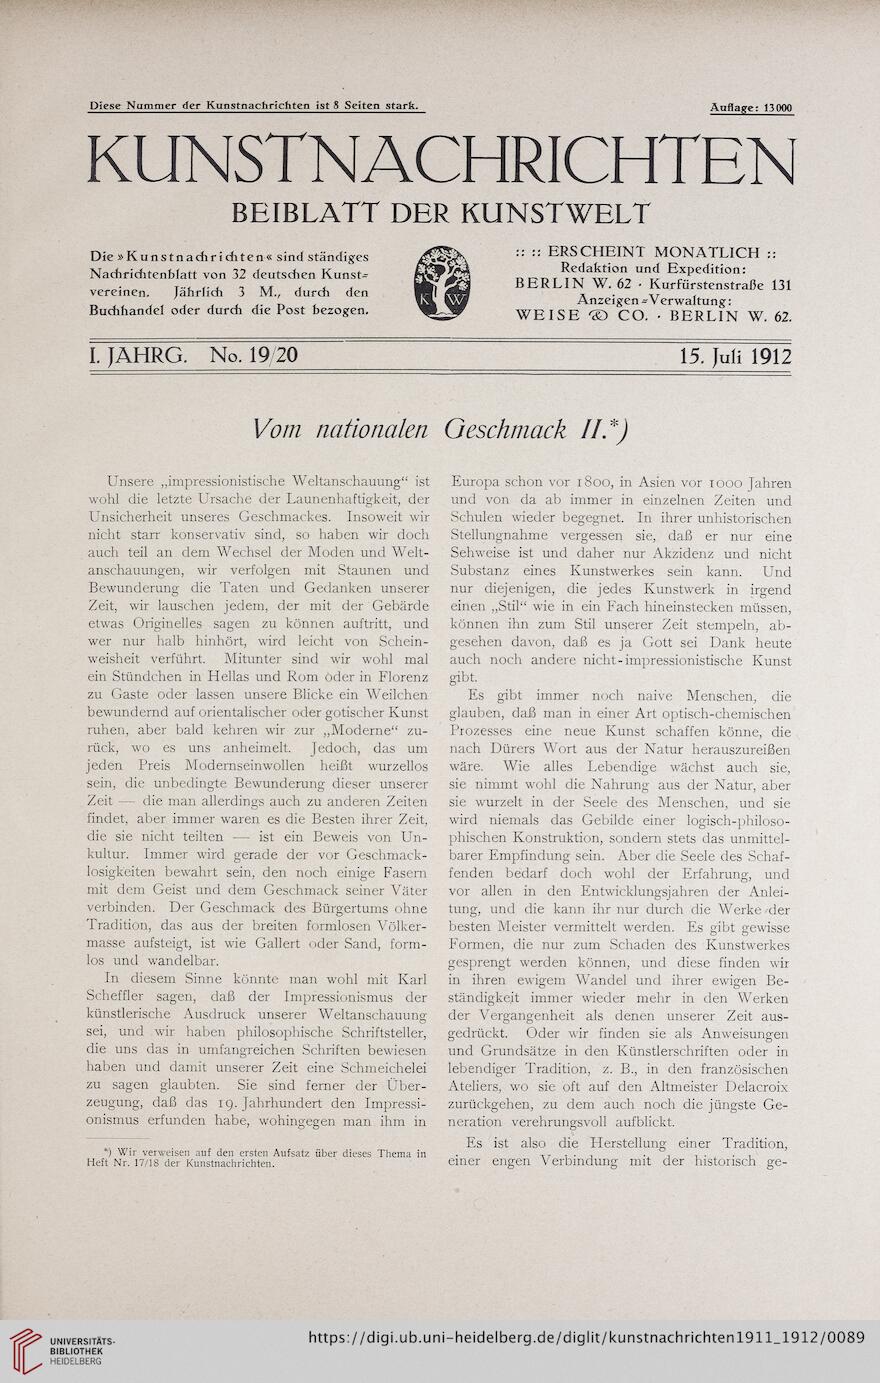 Diese Nummer der Kunstnachrichten ist 8 Seiten stark.
Auflage: 13000
KUNSTNACHRICHTEN
BEIBLATT DER KUNSTWELT
Die »Kunstnachrichten« sind ständiges
Nachrichtenblatt von 32 deutschen Kunst-
vereinen. Jährlich 3 M., durch den
Buchhandel oder durch die Post bezogen.
K W
:: :: ERSCHEINT MONATLICH ::
Redaktion und Expedition:
BERLIN W. 62 · Kurfürstenstraße 131
Anzeigen-Verwaltung:
WEISE & CO. · BERLIN W. 62.
I. JAHRG. No. 19/20
15. Juli 1912
Vom nationalen Geschmack II.*)
Unsere „impressionistische Weltanschauung“ ist
wohl die letzte Ursache der Launenhaftigkeit, der
Unsicherheit unseres Geschmackes. Insoweit wir
nicht starr konservativ sind, so haben wir doch
auch teil an dem Wechsel der Moden und Welt-
anschauungen, wir verfolgen mit Staunen und
Bewunderung die Taten und Gedanken unserer
Zeit, wir lauschen jedem, der mit der Gebärde
etwas Originelles sagen zu können auftritt, und
wer nur halb hinhört, wird leicht von Schein-
weisheit verführt. Mitunter sind wir wohl mal
ein Stündchen in Hellas und Rom oder in Florenz
zu Gaste oder lassen unsere Blicke ein Weilchen
bewundernd auf orientalischer oder gotischer Kunst
ruhen, aber bald kehren wir zur „Moderne“ zu-
rück, wo es uns anheimelt. Jedoch, das um
jeden Preis Modernseinwollen heißt wurzellos
sein, die unbedingte Bewunderung dieser unserer
Zeit — die man allerdings auch zu anderen Zeiten
findet, aber immer waren es die Besten ihrer Zeit,
die sie nicht teilten — ist ein Beweis von Un-
kultur. Immer wird gerade der vor Geschmack-
losigkeiten bewahrt sein, den noch einige Fasern
mit dem Geist und dem Geschmack seiner Väter
verbinden. Der Geschmack des Bürgertums ohne
Tradition, das aus der breiten formlosen Völker-
masse aufsteigt, ist wie Gallert oder Sand, form-
los und wandelbar.
In diesem Sinne könnte man wohl mit Karl
Scheffler sagen, daß der Impressionismus der
künstlerische Ausdruck unserer Weltanschauung
sei, und wir haben philosophische Schriftsteller,
die uns das in umfangreichen Schriften bewiesen
haben und damit unserer Zeit eine Schmeichelei
zu sagen glaubten. Sie sind ferner der Über-
zeugung, daß das 19. Jahrhundert den Impressi-
onismus erfunden habe, wohingegen man ihm in
*) Wir verweisen auf den ersten Aufsatz über dieses Thema in
Heft Nr. 17/18 der Kunstnachrichten.
Europa schon vor 1800, in Asien vor 1000 Jahren
und von da ab immer in einzelnen Zeiten und
Schulen wieder begegnet. In ihrer unhistorischen
Stellungnahme vergessen sie, daß er nur eine
Sehweise ist und daher nur Akzidenz und nicht
Substanz eines Kunstwerkes sein kann. Und
nur diejenigen, die jedes Kunstwerk in irgend
einen „Stil“ wie in ein Fach hineinstecken müssen,
können ihn zum Stil unserer Zeit stempeln, ab-
gesehen davon, daß es ja Gott sei Dank heute
auch noch andere nicht-impressionistische Kunst
gibt.
Es gibt immer noch naive Menschen, die
glauben, daß man in einer Art optisch-chemischen
Prozesses eine neue Kunst schaffen könne, die
nach Dürers Wort aus der Natur herauszureißen
wäre. Wie alles Lebendige wächst auch sie,
sie nimmt wohl die Nahrung aus der Natur, aber
sie wurzelt in der Seele des Menschen, und sie
wird niemals das Gebilde einer logisch-philoso-
phischen Konstruktion, sondern stets das unmittel-
barer Empfindung sein. Aber die Seele des Schaf-
fenden bedarf doch wohl der Erfahrung, und
vor allen in den Entwicklungsjahren der Anlei-
tung, und die kann ihr nur durch die Werke der
besten Meister vermittelt werden. Es gibt gewisse
Formen, die nur zum Schaden des Kunstwerkes
gesprengt werden können, und diese finden wir
in ihren ewigem Wandel und ihrer ewigen Be-
ständigkeit immer wieder mehr in den Werken
der Vergangenheit als denen unserer Zeit aus-
gedrückt. Oder wir finden sie als Anweisungen
und Grundsätze in den Künstlerschriften oder in
lebendiger Tradition, z. B., in den französischen
Ateliers, wo sie oft auf den Altmeister Delacroix
zurückgehen, zu dem auch noch die jüngste Ge-
neration verehrungsvoll aufblickt.
Es ist also die Herstellung einer Tradition,
einer engen Verbindung mit der historisch ge-
UNIVERSITÄTS-
BIBLIOTHEK
HEIDELBERG
https://digi.ub.uni-heidelberg.de/diglit/kunstnachrichten1911_1912/0089